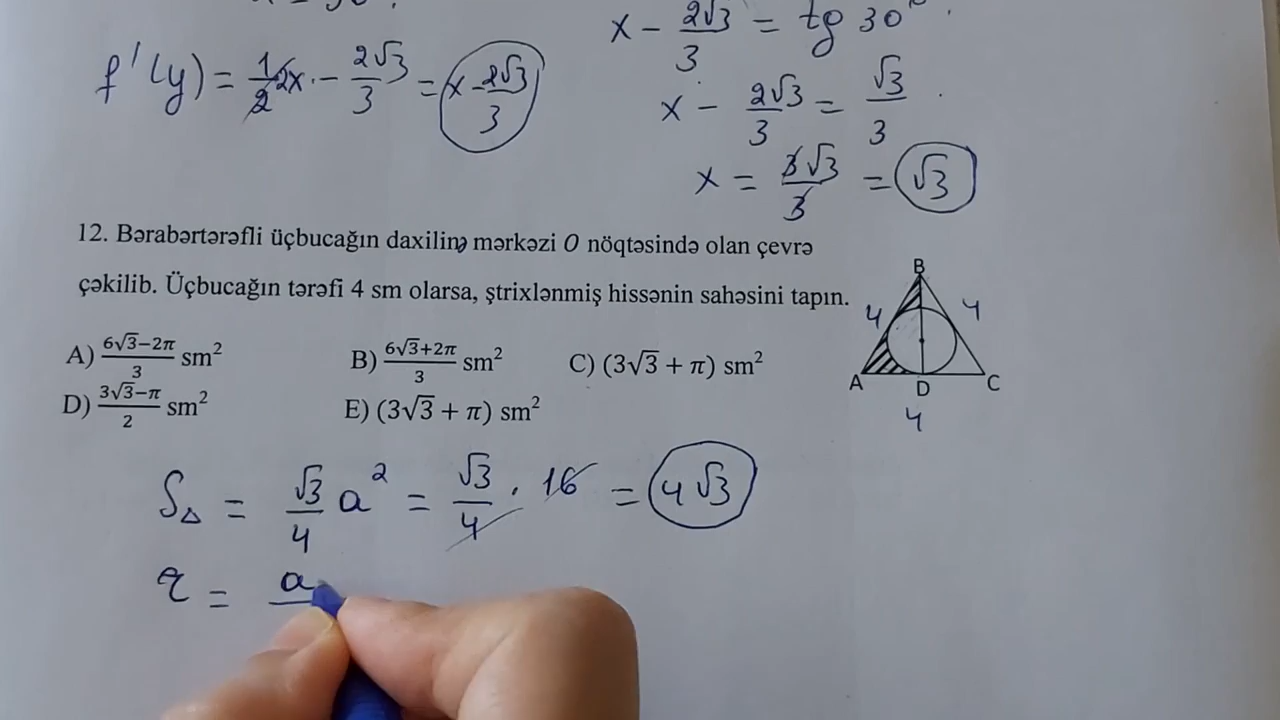 x - 2√3/3 = tg 30°
f'(y) = 1/2 2x - 2√3/3 = x - 2√3/3
x - 2√3/3 = √3/3
x = 3√3/3 = √3
12. Bərabərtərəfli üçbucağın daxilinə mərkəzi O nöqtəsində olan çevrə
çəkilib. Üçbucağın tərəfi 4 sm olarsa, ştrixlənmiş hissənin sahəsini tapın.
B
4 4
A D C
4
A) (6√3−2π)/3 sm² B) (6√3+2π)/3 sm² C) (3√3 + π) sm²
D) (3√3−π)/2 sm² E) (3√3 + π) sm²
S△ = √3/4 a² = √3/4 · 16 = 4√3
r = a